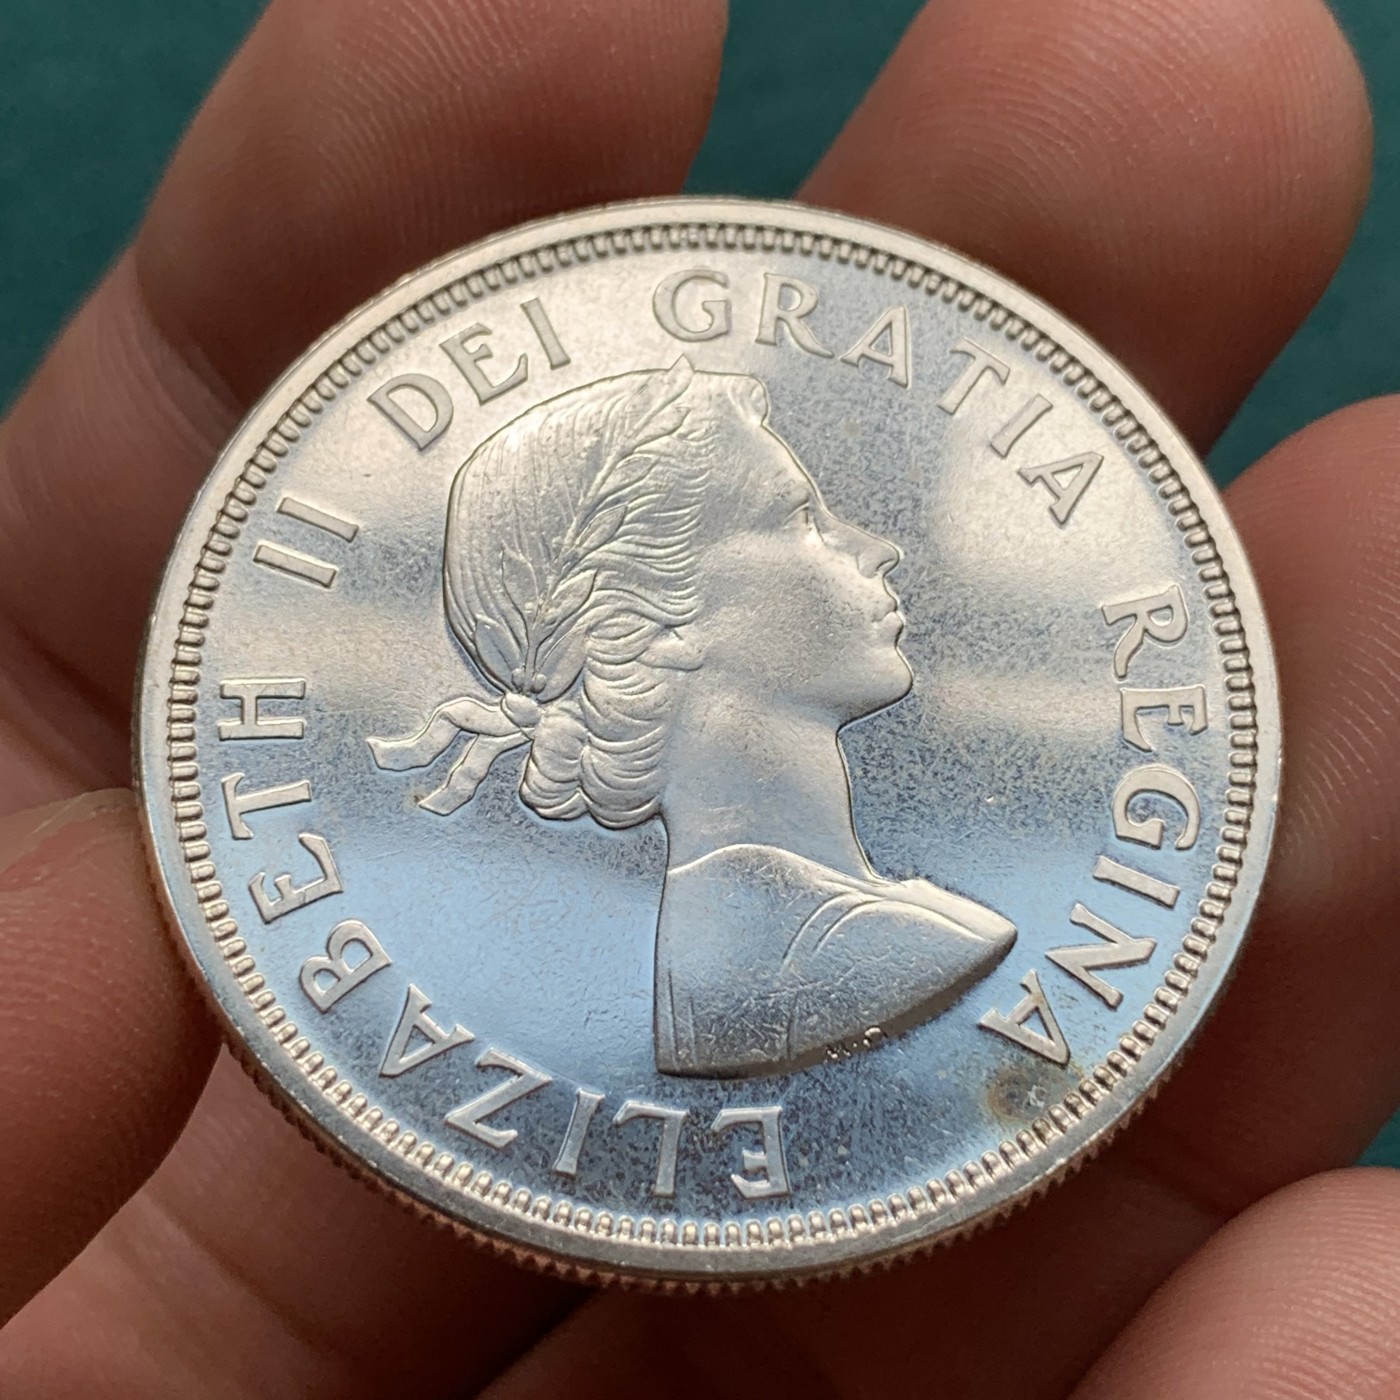 ELIZABETH II DEI GRATIA REGINA